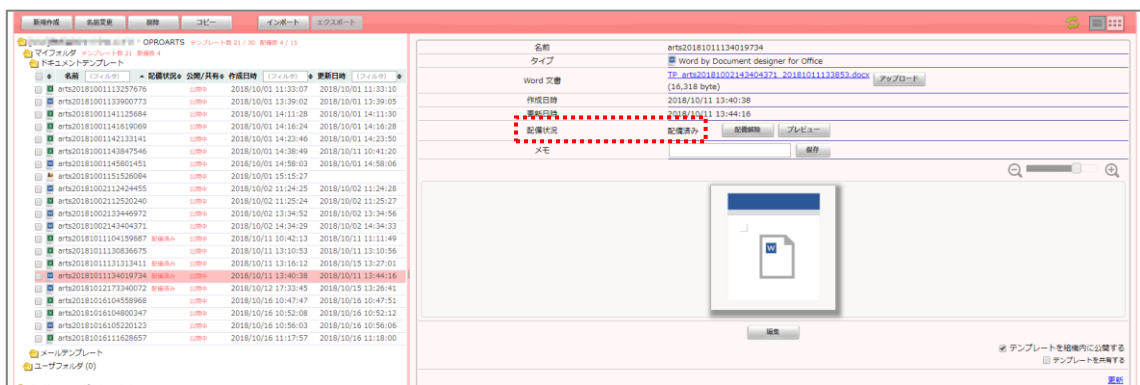 新規作成 名前変更 削除 コピー インポート エクスポート
OPROARTS テンプレート数 21 / 30 配備数 4 / 15
マイフォルダ テンプレート数 21 配備数 4
ドキュメントテンプレート
名前 (フィルタ) 配備状況 公開/共有 作成日時 (フィルタ) 更新日時 (フィルタ)
arts20181001113257676 公開中 2018/10/01 11:33:07 2018/10/01 11:33:10
arts20181001133900773 公開中 2018/10/01 13:39:02 2018/10/01 13:39:05
arts20181001141125684 公開中 2018/10/01 14:11:28 2018/10/01 14:11:30
arts20181001141619069 公開中 2018/10/01 14:16:24 2018/10/01 14:16:28
arts20181001142133141 公開中 2018/10/01 14:23:46 2018/10/01 14:23:50
arts20181001143847546 公開中 2018/10/01 14:38:49 2018/10/11 10:41:20
arts20181001145801451 公開中 2018/10/01 14:58:03 2018/10/01 14:58:06
arts20181001151526084 公開中 2018/10/01 15:15:27
arts20181002112424455 公開中 2018/10/02 11:24:25 2018/10/02 11:24:28
arts20181002112520240 公開中 2018/10/02 11:25:24 2018/10/02 11:25:27
arts20181002133446972 公開中 2018/10/02 13:34:52 2018/10/02 13:34:56
arts20181002143404371 公開中 2018/10/02 14:34:29 2018/10/02 14:34:33
arts20181011104159687 配備済み 公開中 2018/10/11 10:42:13 2018/10/11 11:11:49
arts20181011130836675 公開中 2018/10/11 13:10:53 2018/10/11 13:10:56
arts20181011131313411 配備済み 公開中 2018/10/11 13:16:12 2018/10/15 13:27:01
arts20181011134019734 配備済み 公開中 2018/10/11 13:40:38 2018/10/11 13:44:16
arts20181012173340072 配備済み 公開中 2018/10/12 17:33:45 2018/10/15 13:26:41
arts20181016104558968 公開中 2018/10/16 10:47:47 2018/10/16 10:47:51
arts20181016104800347 公開中 2018/10/16 10:52:08 2018/10/16 10:52:12
arts20181016105220123 公開中 2018/10/16 10:56:03 2018/10/16 10:56:06
arts20181016111628657 公開中 2018/10/16 11:17:57 2018/10/16 11:18:00
メールテンプレート
ユーザフォルダ (0)
名前 arts20181011134019734
タイプ Word by Document designer for Office
Word 文書 TP_arts20181002143404371_20181011133853.docx アップロード
(16,318 byte)
作成日時 2018/10/11 13:40:38
更新日時 2018/10/11 13:44:16
配備状況 配備済み 配備解除 プレビュー
メモ 保存
編集
テンプレートを組織内に公開する
テンプレートを共有する
更新